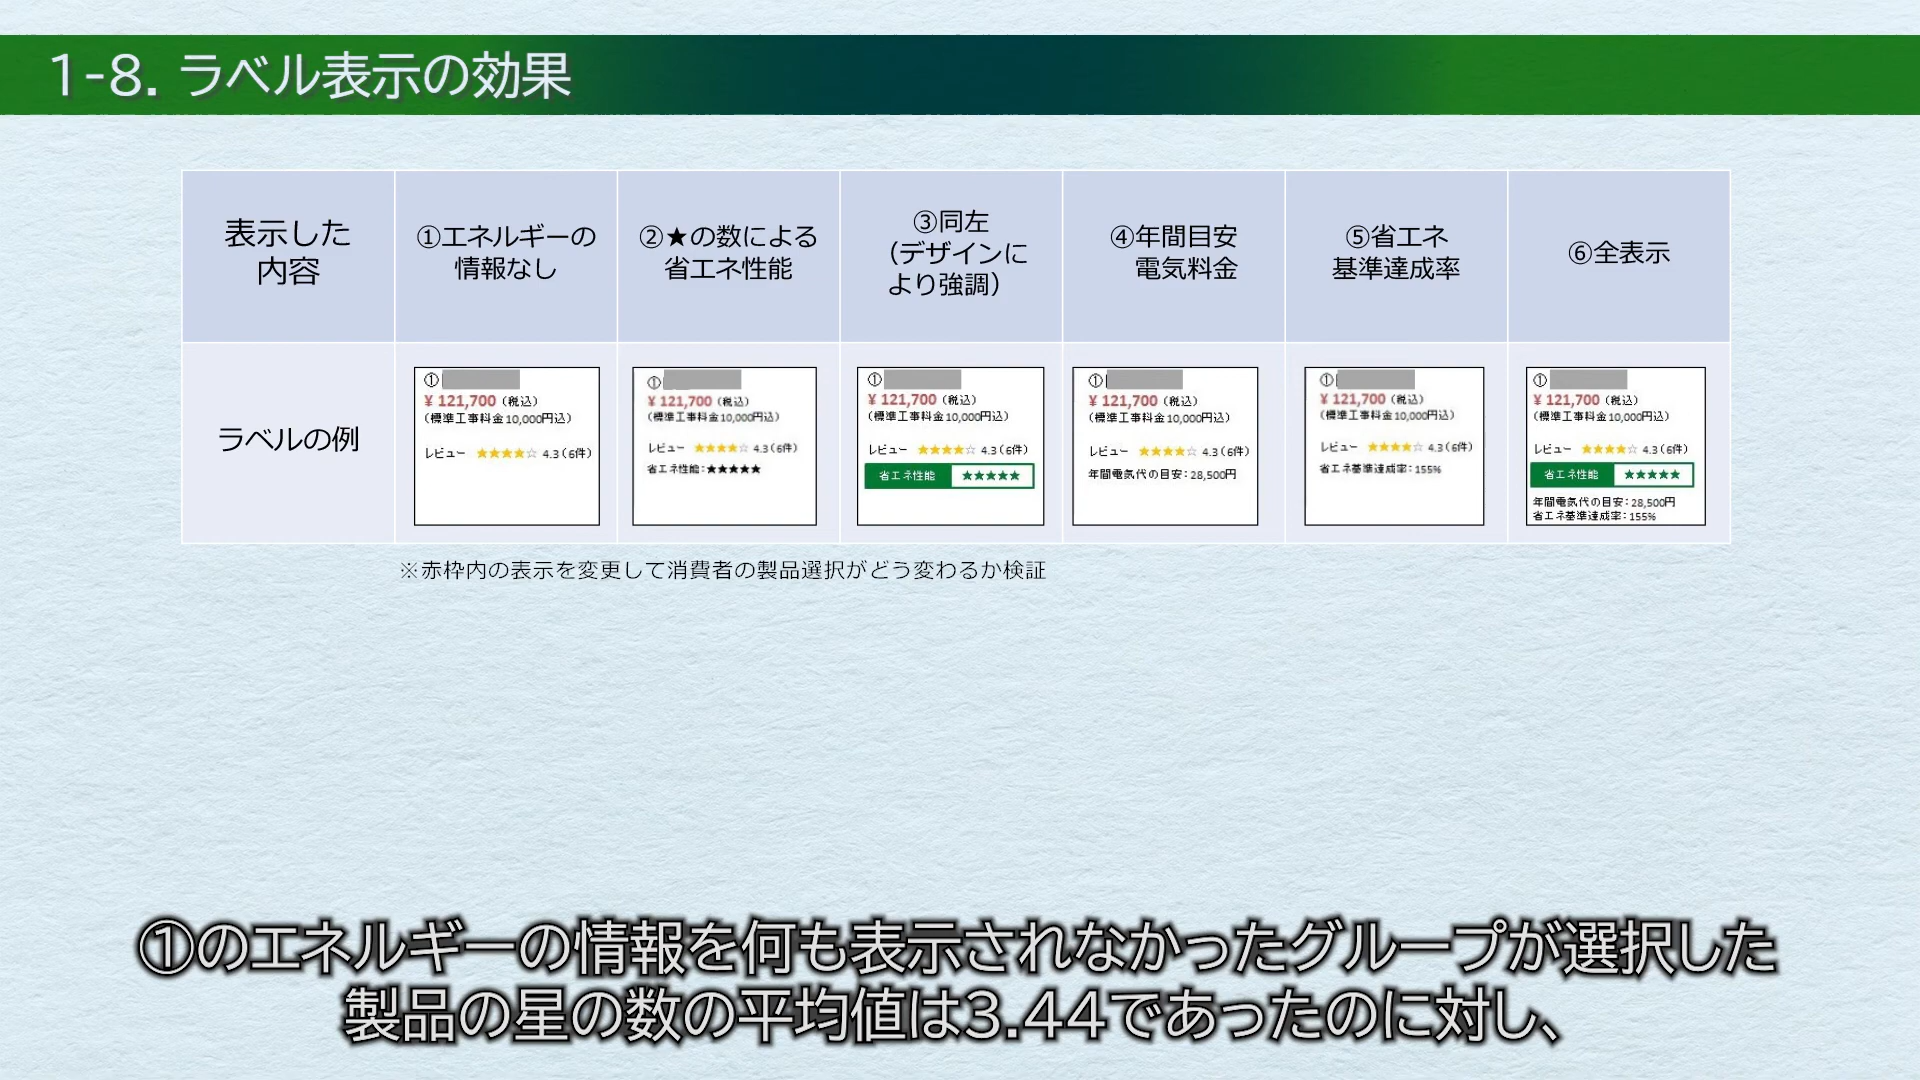 1-8. ラベル表示の効果
表示した
内容
①エネルギーの
情報なし
②★の数による
省エネ性能
③同左
（デザインに
より強調）
④年間目安
電気料金
⑤省エネ
基準達成率
⑥全表示
ラベルの例
①
¥ 121,700（税込）
（標準工事料金10,000円込）
レビュー ★★★★☆ 4.3（6件）
①
¥ 121,700（税込）
（標準工事料金10,000円込）
レビュー ★★★★☆ 4.3（6件）
省エネ性能：★★★★★
①
¥ 121,700（税込）
（標準工事料金10,000円込）
レビュー ★★★★☆ 4.3（6件）
省エネ性能 ★★★★★
①
¥ 121,700（税込）
（標準工事料金10,000円込）
レビュー ★★★★☆ 4.3（6件）
年間電気代の目安：28,500円
①
¥ 121,700（税込）
（標準工事料金10,000円込）
レビュー ★★★★☆ 4.3（6件）
省エネ基準達成率：155%
①
¥ 121,700（税込）
（標準工事料金10,000円込）
レビュー ★★★★☆ 4.3（6件）
省エネ性能 ★★★★★
年間電気代の目安：28,500円
省エネ基準達成率：155%
※赤枠内の表示を変更して消費者の製品選択がどう変わるか検証
①のエネルギーの情報を何も表示されなかったグループが選択した
製品の星の数の平均値は3.44であったのに対し、